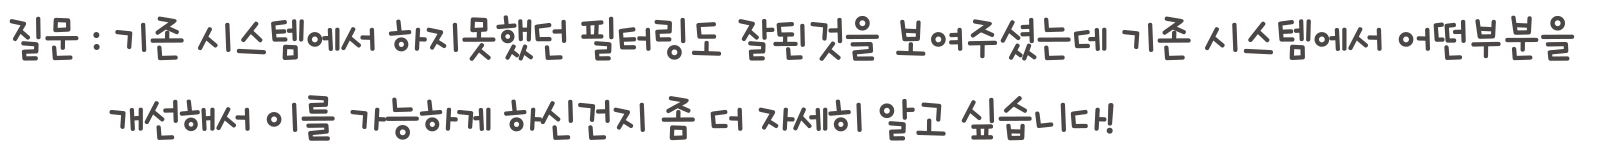 질문 : 기존 시스템에서 하지못했던 필터링도 잘된것을 보여주셨는데 기존 시스템에서 어떤부분을
개선해서 이를 가능하게 하신건지 좀 더 자세히 알고 싶습니다!